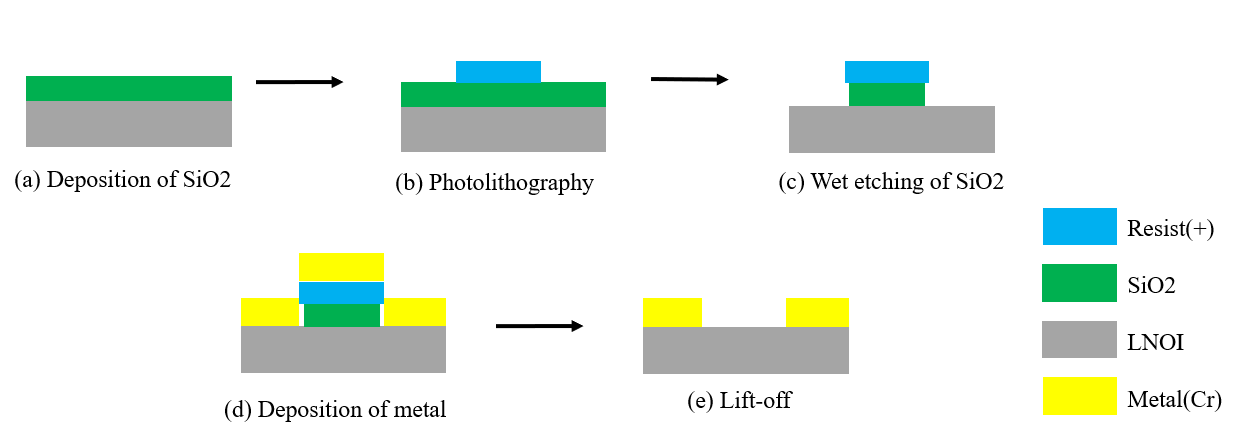 (a) Deposition of SiO2
(b) Photolithography
(c) Wet etching of SiO2
Resist(+)
SiO2
LNOI
Metal(Cr)
(d) Deposition of metal
(e) Lift-off